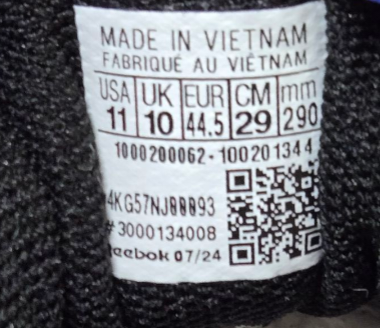 MADE IN VIETNAM
FABRIQUÉ AU VIÊTNAM
USA UK EUR CM mm
11 10 44.5 29 290
1000200062-100201344
4KG57NJ00093
#3000134008
eebok 07/24